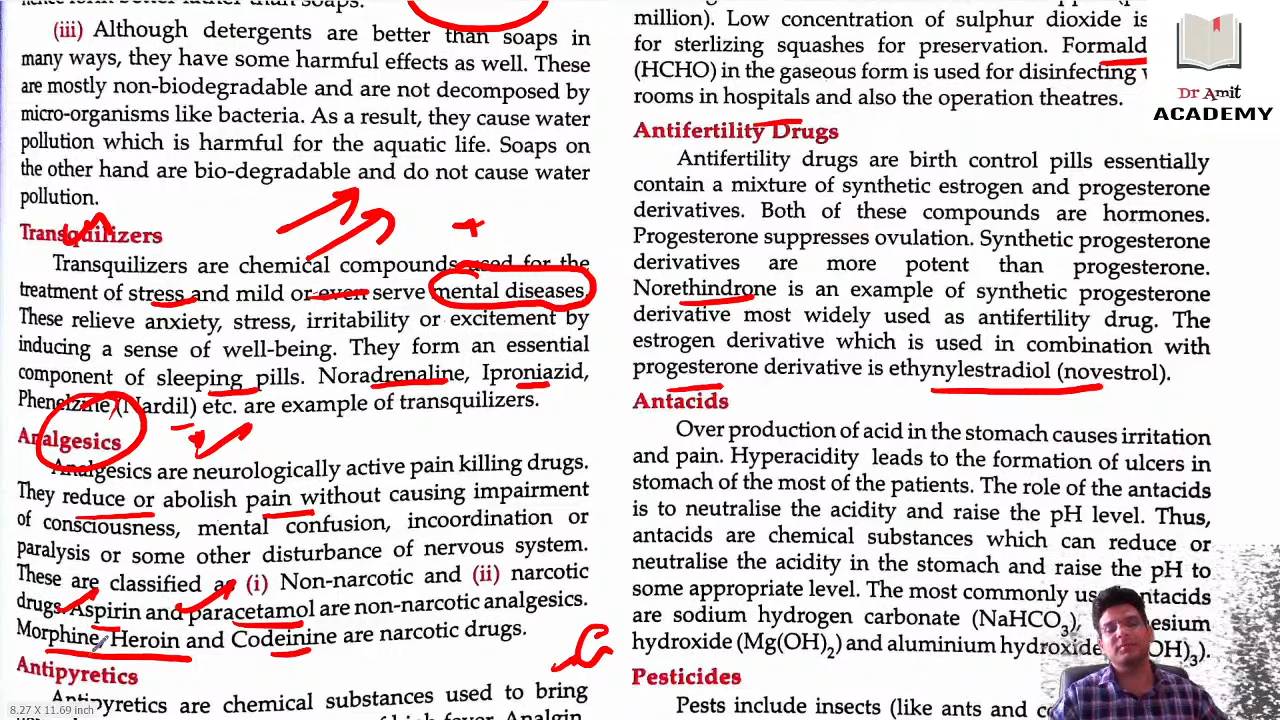 (iii) Although detergents are better than soaps in
many ways, they have some harmful effects as well. These
are mostly non-biodegradable and are not decomposed by
micro-organisms like bacteria. As a result, they cause water
pollution which is harmful for the aquatic life. Soaps on
the other hand are bio-degradable and do not cause water
pollution.
Transquilizers
Transquilizers are chemical compounds used for the
treatment of stress and mild or even serve mental diseases.
These relieve anxiety, stress, irritability or excitement by
inducing a sense of well-being. They form an essential
component of sleeping pills. Noradrenaline, Iproniazid,
Phenelzine (Nardil) etc. are example of transquilizers.
Analgesics
Analgesics are neurologically active pain killing drugs.
They reduce or abolish pain without causing impairment
of consciousness, mental confusion, incoordination or
paralysis or some other disturbance of nervous system.
These are classified as (i) Non-narcotic and (ii) narcotic
drugs. Aspirin and paracetamol are non-narcotic analgesics.
Morphine, Heroin and Codeinine are narcotic drugs.
Antipyretics
Antipyretics are chemical substances used to bring
of high fever. Analgin,
8.27 X 11.69 inch
million). Low concentration of sulphur dioxide is
for sterlizing squashes for preservation. Formald
(HCHO) in the gaseous form is used for disinfecting
rooms in hospitals and also the operation theatres.
Antifertility Drugs
Antifertility drugs are birth control pills essentially
contain a mixture of synthetic estrogen and progesterone
derivatives. Both of these compounds are hormones.
Progesterone suppresses ovulation. Synthetic progesterone
derivatives are more potent than progesterone.
Norethindrone is an example of synthetic progesterone
derivative most widely used as antifertility drug. The
estrogen derivative which is used in combination with
progesterone derivative is ethynylestradiol (novestrol).
Antacids
Over production of acid in the stomach causes irritation
and pain. Hyperacidity leads to the formation of ulcers in
stomach of the most of the patients. The role of the antacids
is to neutralise the acidity and raise the pH level. Thus,
antacids are chemical substances which can reduce or
neutralise the acidity in the stomach and raise the pH to
some appropriate level. The most commonly us antacids
are sodium hydrogen carbonate (NaHCO3), esium
hydroxide (Mg(OH)2) and aluminium hydroxide OH)3).
Pesticides
Pests include insects (like ants and
Dr Amit
ACADEMY